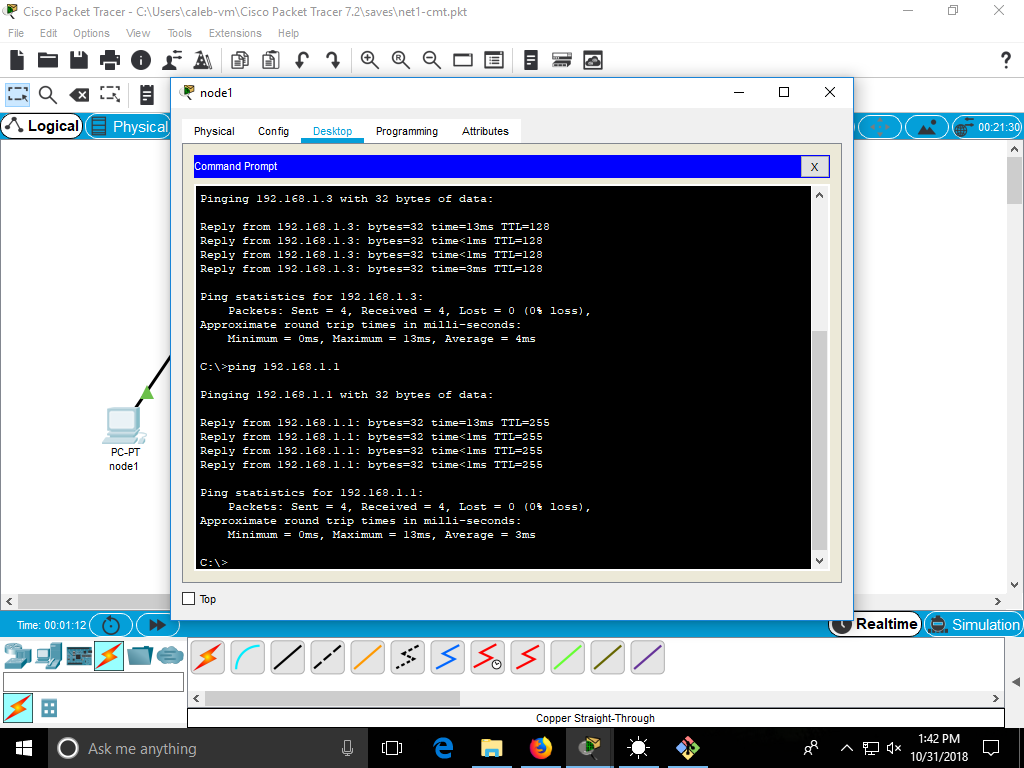 Cisco Packet Tracer - C:\Users\caleb-vm\Cisco Packet Tracer 7.2\saves\net1-cmt.pkt
File Edit Options View Tools Extensions Help
?
Logical Physical 00:21:30
node1
Physical Config Desktop Programming Attributes
Command Prompt X
Pinging 192.168.1.3 with 32 bytes of data:
Reply from 192.168.1.3: bytes=32 time=13ms TTL=128
Reply from 192.168.1.3: bytes=32 time<1ms TTL=128
Reply from 192.168.1.3: bytes=32 time<1ms TTL=128
Reply from 192.168.1.3: bytes=32 time=3ms TTL=128
Ping statistics for 192.168.1.3:
Packets: Sent = 4, Received = 4, Lost = 0 (0% loss),
Approximate round trip times in milli-seconds:
Minimum = 0ms, Maximum = 13ms, Average = 4ms
C:\>ping 192.168.1.1
Pinging 192.168.1.1 with 32 bytes of data:
Reply from 192.168.1.1: bytes=32 time=13ms TTL=255
Reply from 192.168.1.1: bytes=32 time<1ms TTL=255
Reply from 192.168.1.1: bytes=32 time<1ms TTL=255
Reply from 192.168.1.1: bytes=32 time<1ms TTL=255
Ping statistics for 192.168.1.1:
Packets: Sent = 4, Received = 4, Lost = 0 (0% loss),
Approximate round trip times in milli-seconds:
Minimum = 0ms, Maximum = 13ms, Average = 3ms
C:\>
PC-PT
node1
Top
Time: 00:01:12 Realtime Simulation
Copper Straight-Through
Ask me anything
1:42 PM
10/31/2018